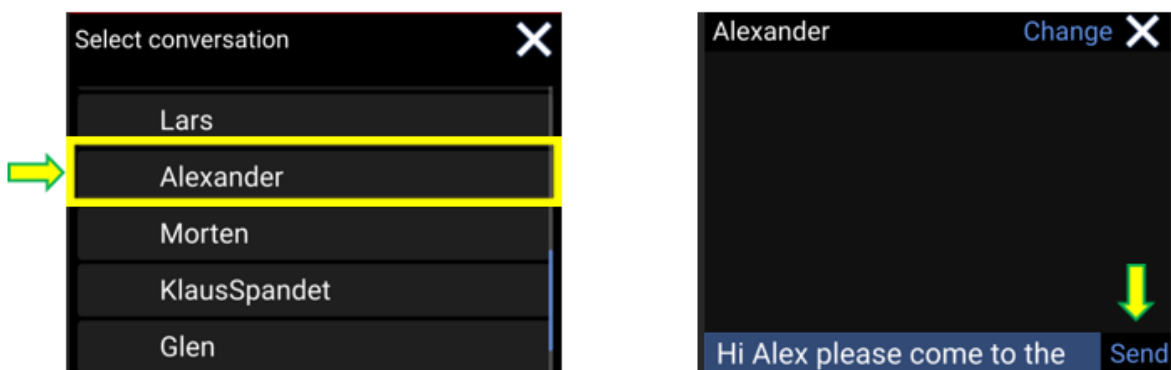 Select conversation
Lars
Alexander
Morten
KlausSpandet
Glen
Alexander Change
Hi Alex please come to the Send